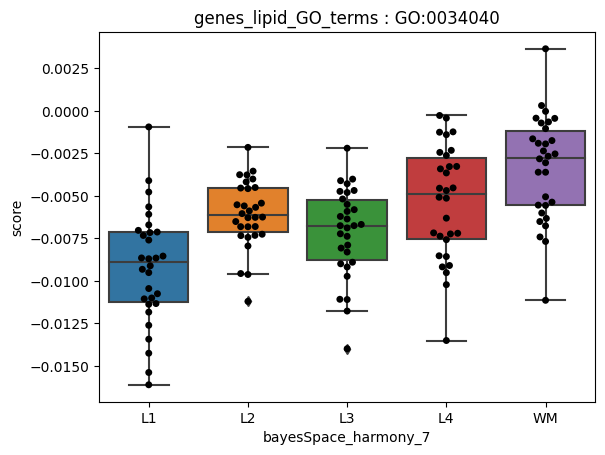 genes_lipid_GO_terms : GO:0034040
0.0025
0.0000
−0.0025
−0.0050
−0.0075
−0.0100
−0.0125
−0.0150
score
L1 L2 L3 L4 WM
bayesSpace_harmony_7